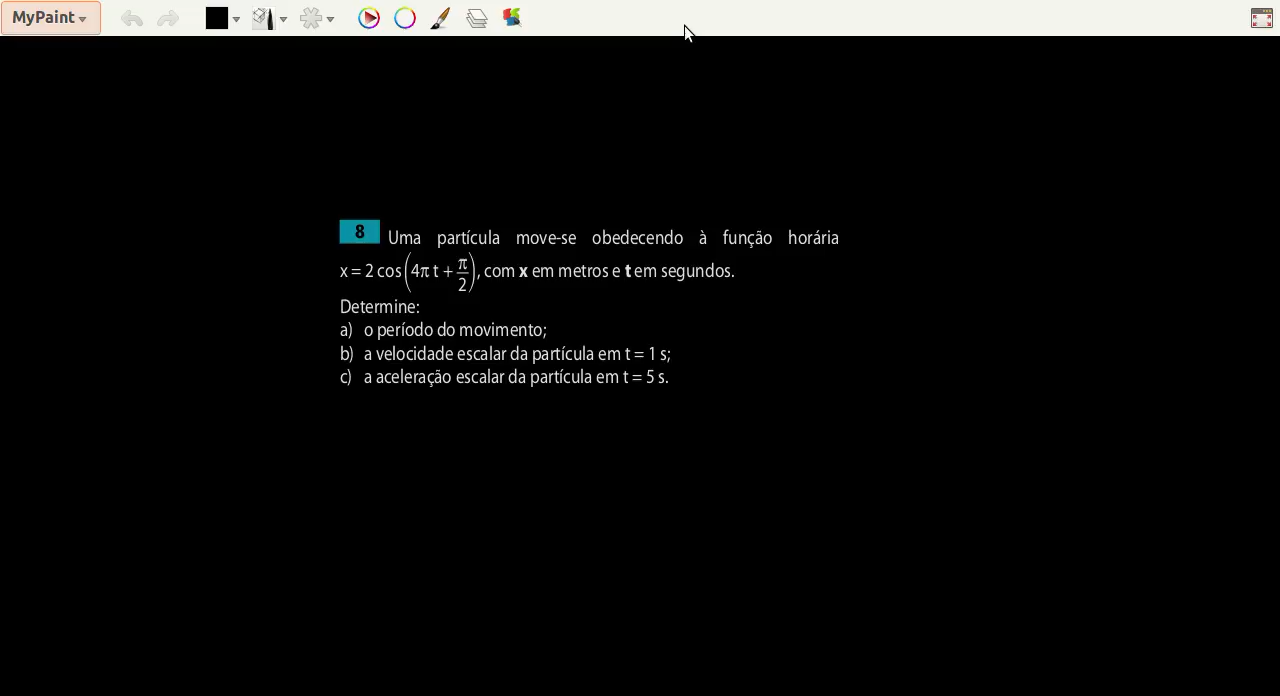 MyPaint
8 Uma partícula move-se obedecendo à função horária
x = 2 cos(4π t + π/2), com x em metros e t em segundos.
Determine:
a) o período do movimento;
b) a velocidade escalar da partícula em t = 1 s;
c) a aceleração escalar da partícula em t = 5 s.